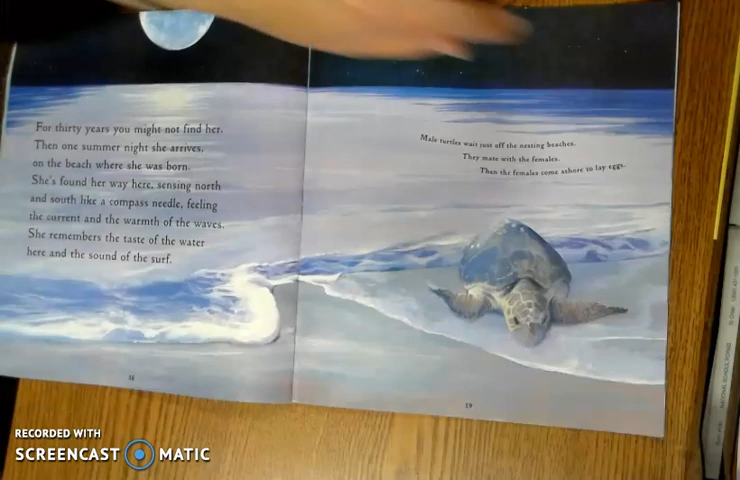 For thirty years you might not find her.
Then one summer night she arrives,
on the beach where she was born.
She's found her way here, sensing north
and south like a compass needle, feeling
the current and the warmth of the waves.
She remembers the taste of the water
here and the sound of the surf.
Male turtles wait just off the nesting beaches.
They mate with the females.
Then the females come ashore to lay eggs.
19
RECORDED WITH
SCREENCAST MATIC